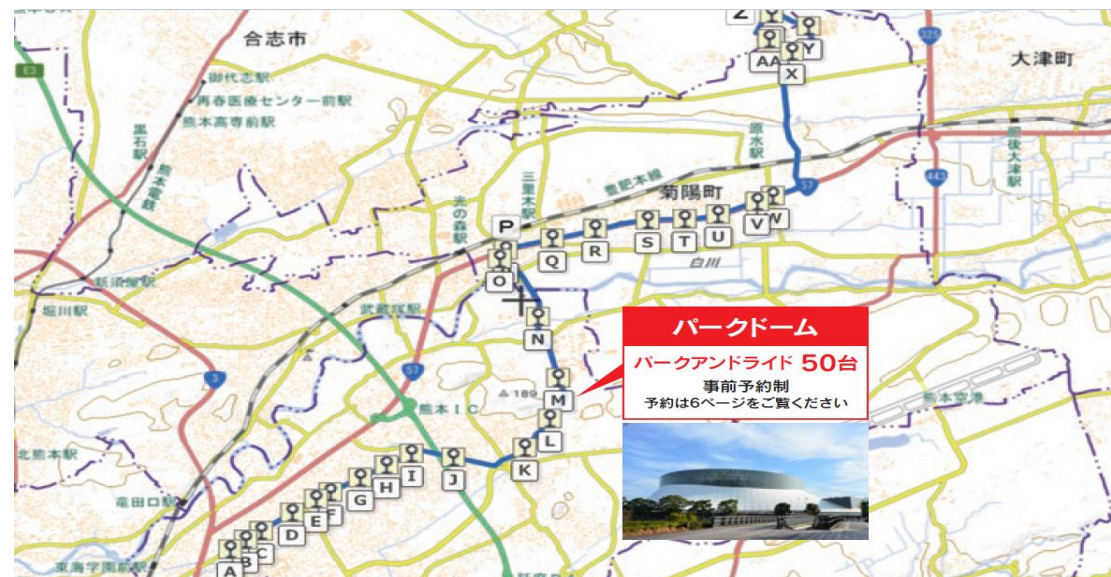 合志市
大津町
E3
325
御代志駅
再春医療センター前駅
熊本高専前駅
黒石駅
熊本電鉄
原水駅
肥後大津駅
三里木駅
豊肥本線
菊陽町
57
443
光の森駅
白川
新須屋駅
堀川駅
武蔵塚駅
3
57
189
熊本IC
熊本空港
北熊本駅
竜田口駅
東海学園前駅
Z
Y
AA
Y
X
P
O
Q
R
S
T
U
V
W
N
M
L
K
J
I
H
G
F
E
D
C
B
A
パークドーム
パークアンドライド 50台
事前予約制
予約は6ページをご覧ください